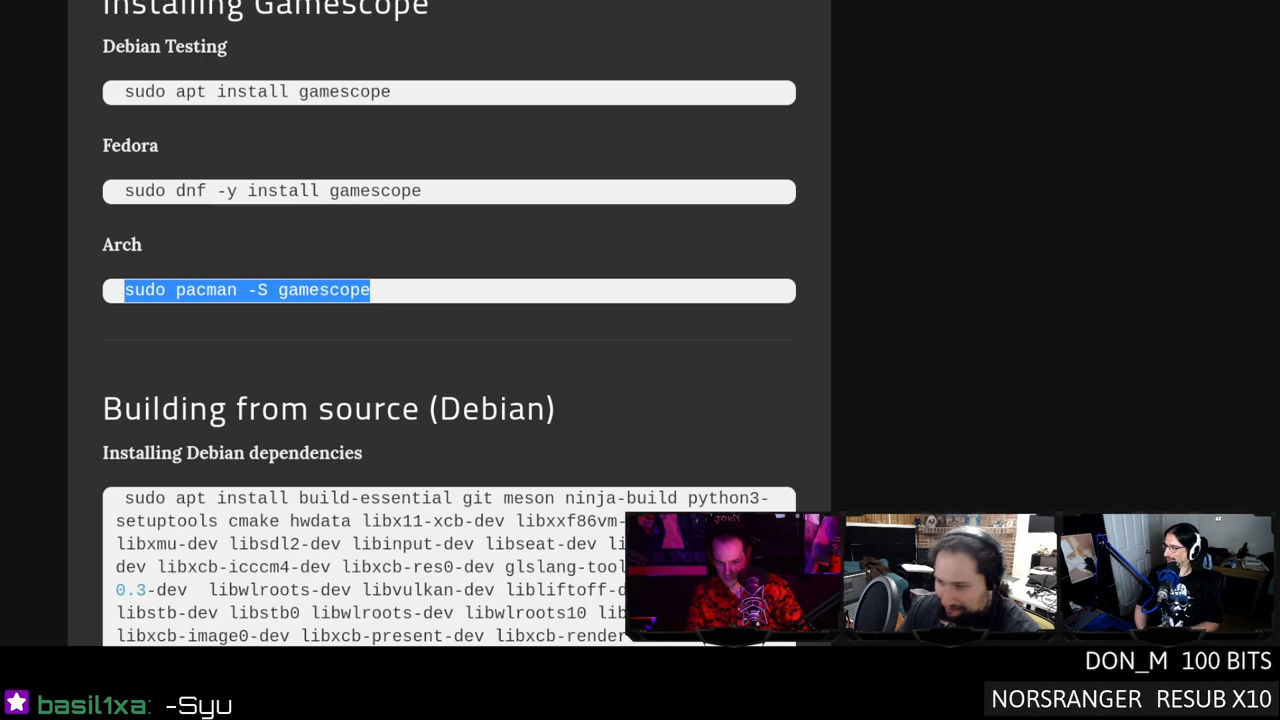 Installing Gamescope
Debian Testing
sudo apt install gamescope
Fedora
sudo dnf -y install gamescope
Arch
sudo pacman -S gamescope
Building from source (Debian)
Installing Debian dependencies
sudo apt install build-essential git meson ninja-build python3-
setuptools cmake hwdata libx11-xcb-dev libxxf86vm-
libxmu-dev libsdl2-dev libinput-dev libseat-dev
dev libxcb-icccm4-dev libxcb-res0-dev glslang-tool
0.3-dev libwlroots-dev libvulkan-dev libliftoff-
libstb-dev libstb0 libwlroots-dev libwlroots10
libxcb-image0-dev libxcb-present-dev libxcb-render
DON_M 100 BITS
basil1xa: -Syu
NORSRANGER RESUB X10